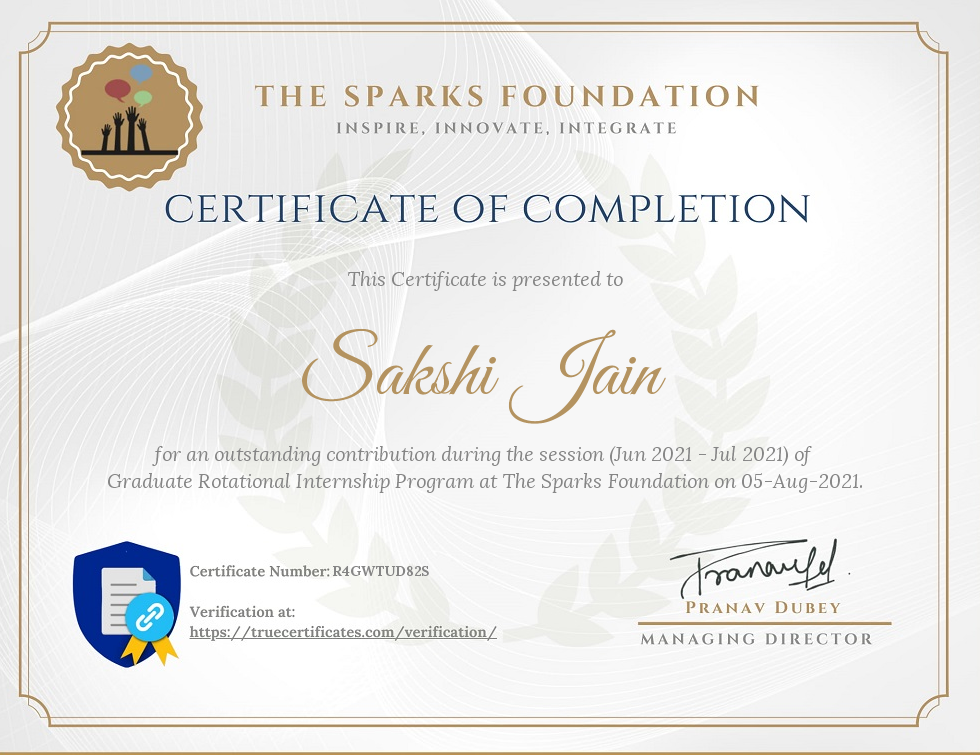 THE SPARKS FOUNDATION
INSPIRE, INNOVATE, INTEGRATE
CERTIFICATE OF COMPLETION
This Certificate is presented to
Sakshi Jain
for an outstanding contribution during the session (Jun 2021 - Jul 2021) of
Graduate Rotational Internship Program at The Sparks Foundation on 05-Aug-2021.
Certificate Number: R4GWTUD82S
Verification at:
https://truecertificates.com/verification/
PRANAV DUBEY
MANAGING DIRECTOR